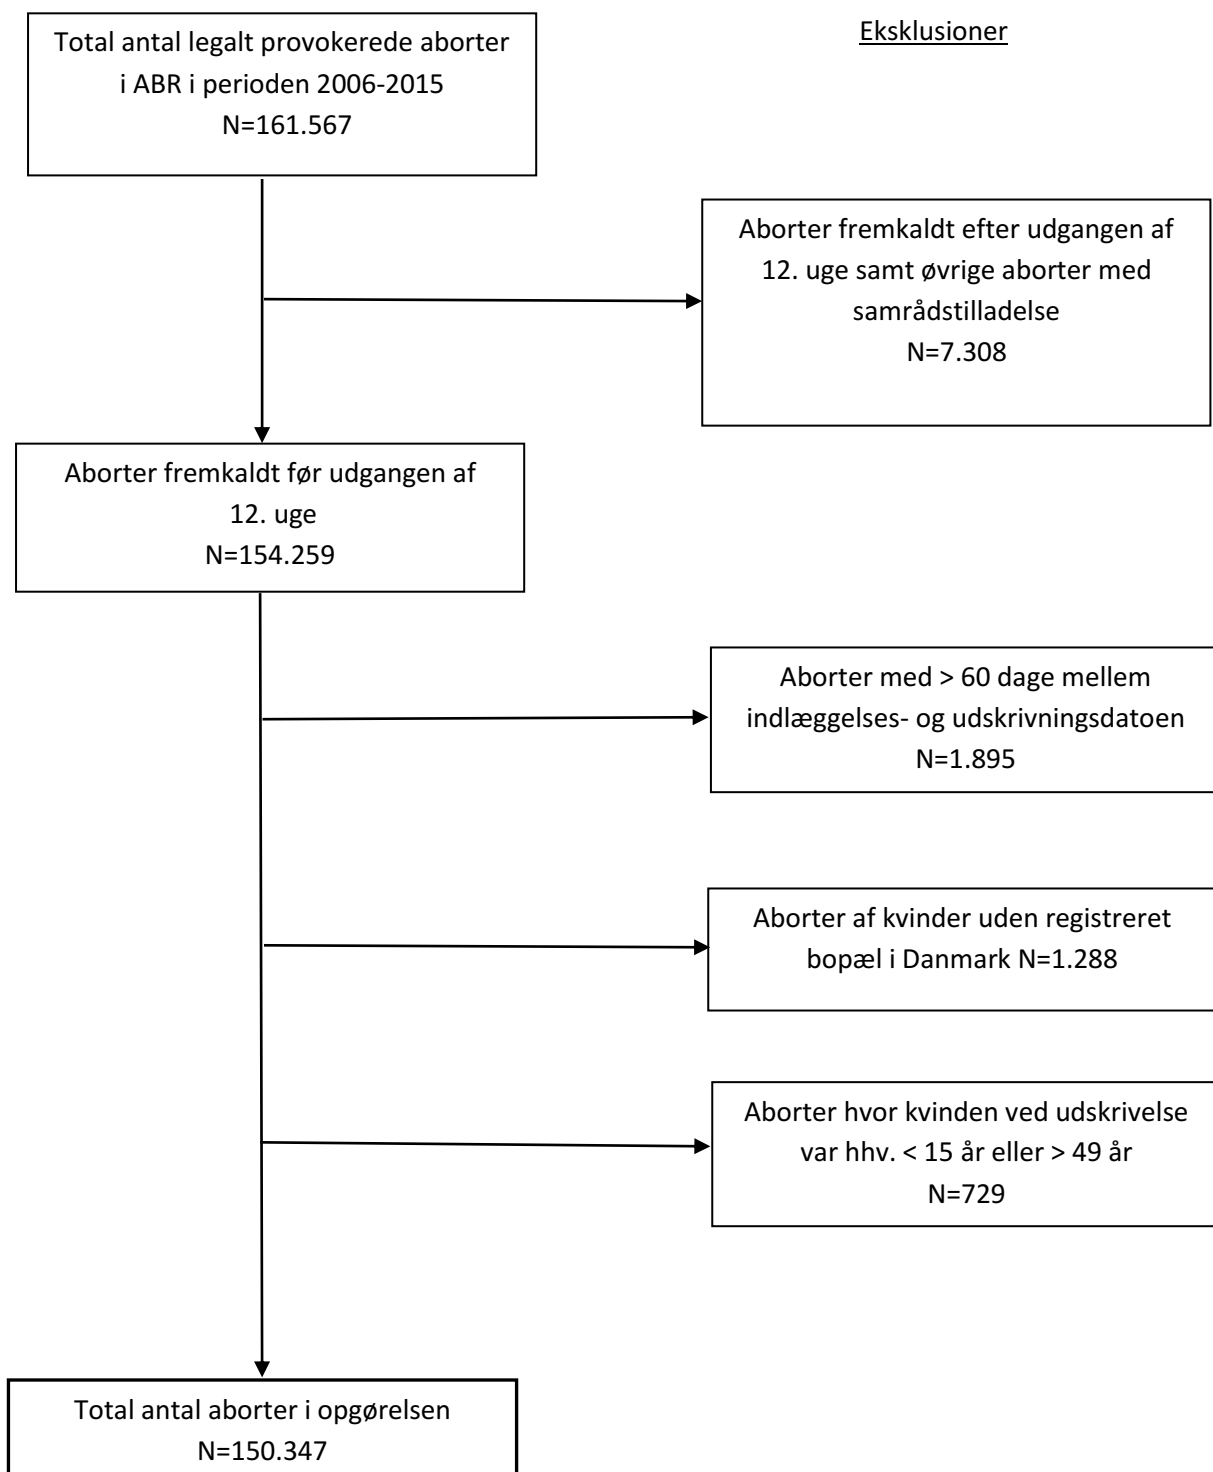 Total antal legalt provokerede aborter
i ABR i perioden 2006-2015
N=161.567
Eksklusioner
Aborter fremkaldt efter udgangen af
12. uge samt øvrige aborter med
samrådstilladelse
N=7.308
Aborter fremkaldt før udgangen af
12. uge
N=154.259
Aborter med > 60 dage mellem
indlæggelses- og udskrivningsdatoen
N=1.895
Aborter af kvinder uden registreret
bopæl i Danmark N=1.288
Aborter hvor kvinden ved udskrivelse
var hhv. < 15 år eller > 49 år
N=729
Total antal aborter i opgørelsen
N=150.347